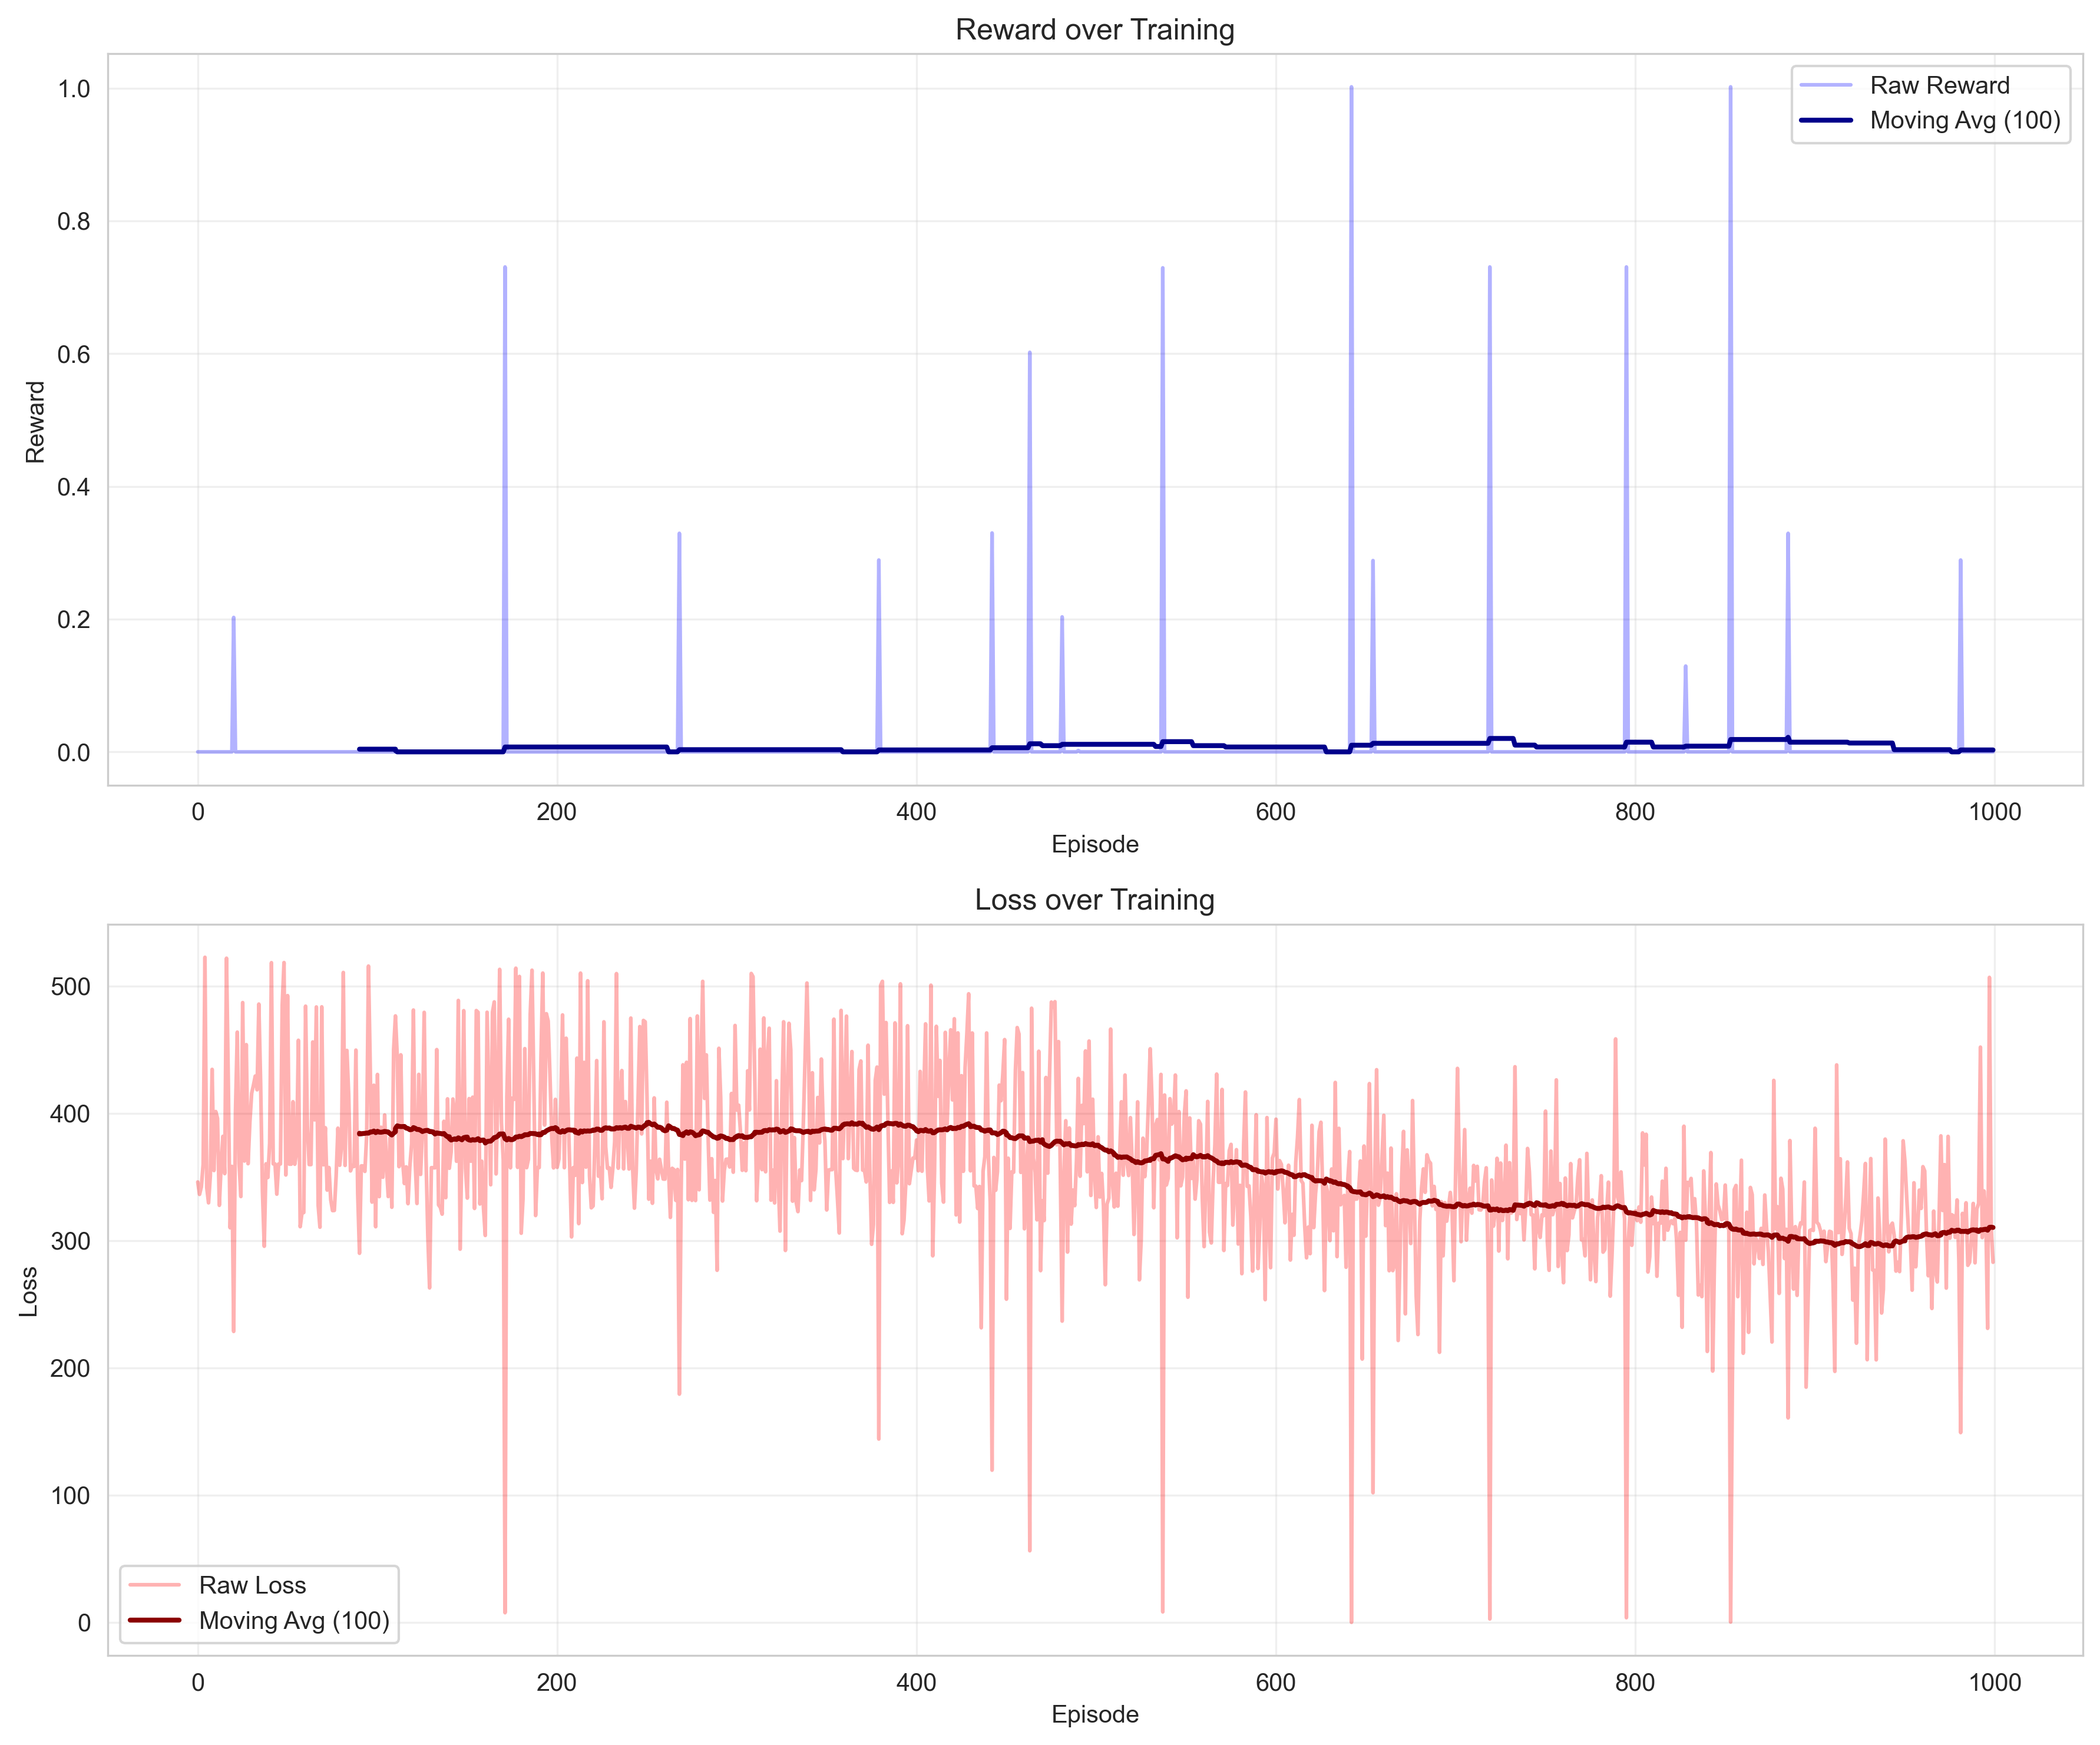 Reward over Training
1.0
0.8
0.6
0.4
0.2
0.0
Reward
Raw Reward
Moving Avg (100)
0 200 400 600 800 1000
Episode
Loss over Training
500
400
300
200
100
0
Loss
Raw Loss
Moving Avg (100)
0 200 400 600 800 1000
Episode